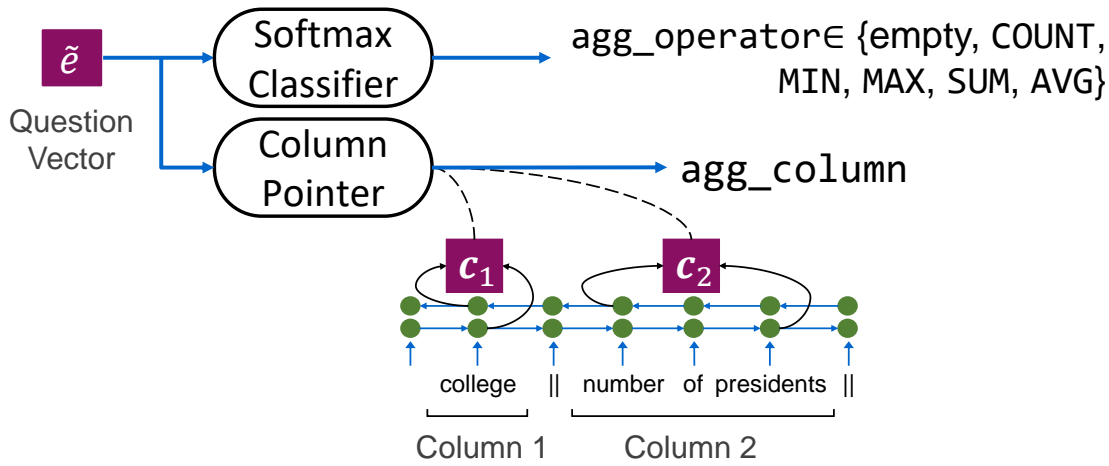 ẽ
Question
Vector
Softmax
Classifier
agg_operator∈ {empty, COUNT,
MIN, MAX, SUM, AVG}
Column
Pointer
agg_column
c₁ c₂
college || number of presidents ||
Column 1 Column 2